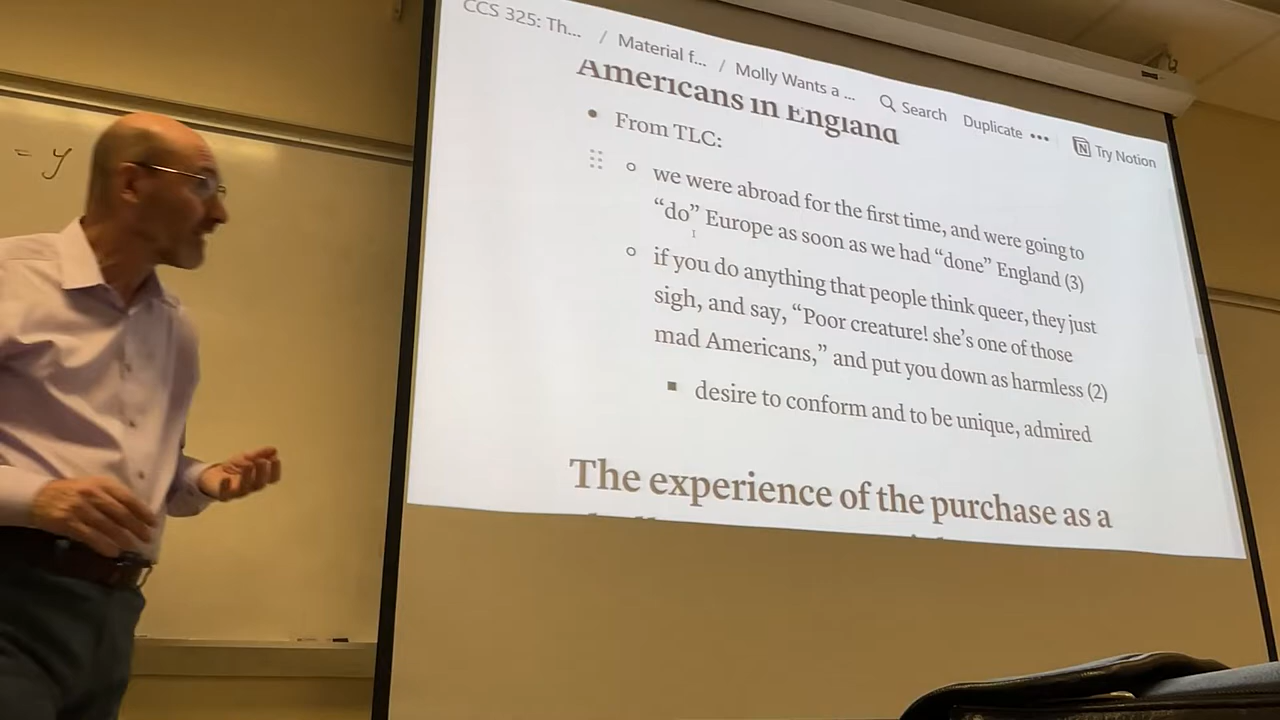 CCS 325: Th... / Material f... / Molly Wants a ... Search Duplicate ••• Try Notion
Americans in England
• From TLC:
we were abroad for the first time, and were going to
“do” Europe as soon as we had “done” England (3)
if you do anything that people think queer, they just
sigh, and say, “Poor creature! she’s one of those
mad Americans,” and put you down as harmless (2)
▪ desire to conform and to be unique, admired
The experience of the purchase as a
= y